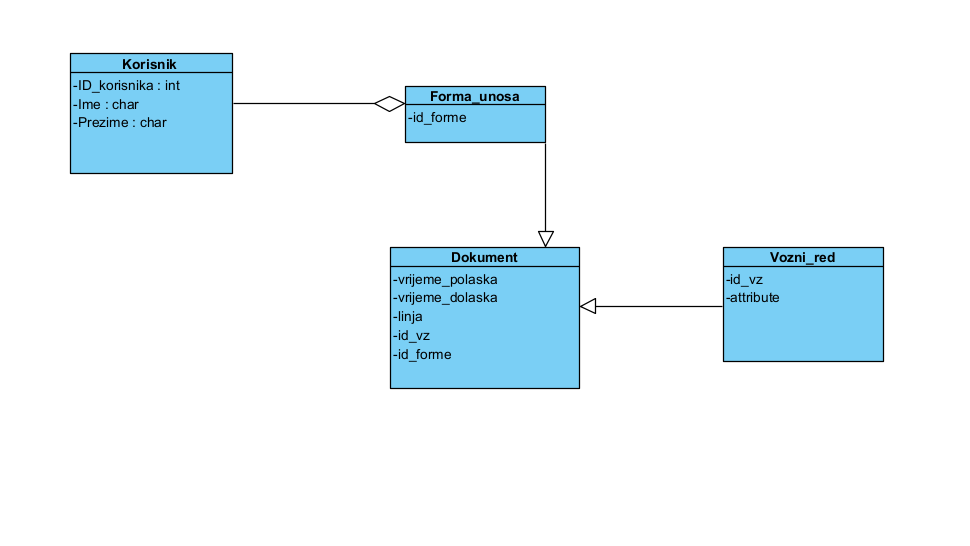 Korisnik
-ID_korisnika : int
-Ime : char
-Prezime : char
Forma_unosa
-id_forme
Dokument
-vrijeme_polaska
-vrijeme_dolaska
-linja
-id_vz
-id_forme
Vozni_red
-id_vz
-attribute